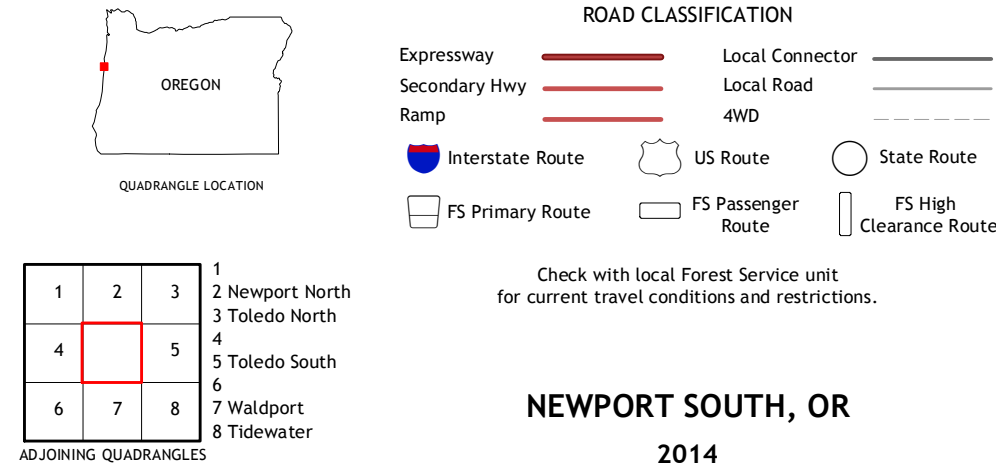 OREGON
QUADRANGLE LOCATION
ROAD CLASSIFICATION
Expressway
Secondary Hwy
Ramp
Local Connector
Local Road
4WD
Interstate Route
US Route
State Route
FS Primary Route
FS Passenger
Route
FS High
Clearance Route
Check with local Forest Service unit
for current travel conditions and restrictions.
1 2 3
4 5
6 7 8
1
2 Newport North
3 Toledo North
4
5 Toledo South
6
7 Waldport
8 Tidewater
ADJOINING QUADRANGLES
NEWPORT SOUTH, OR
2014